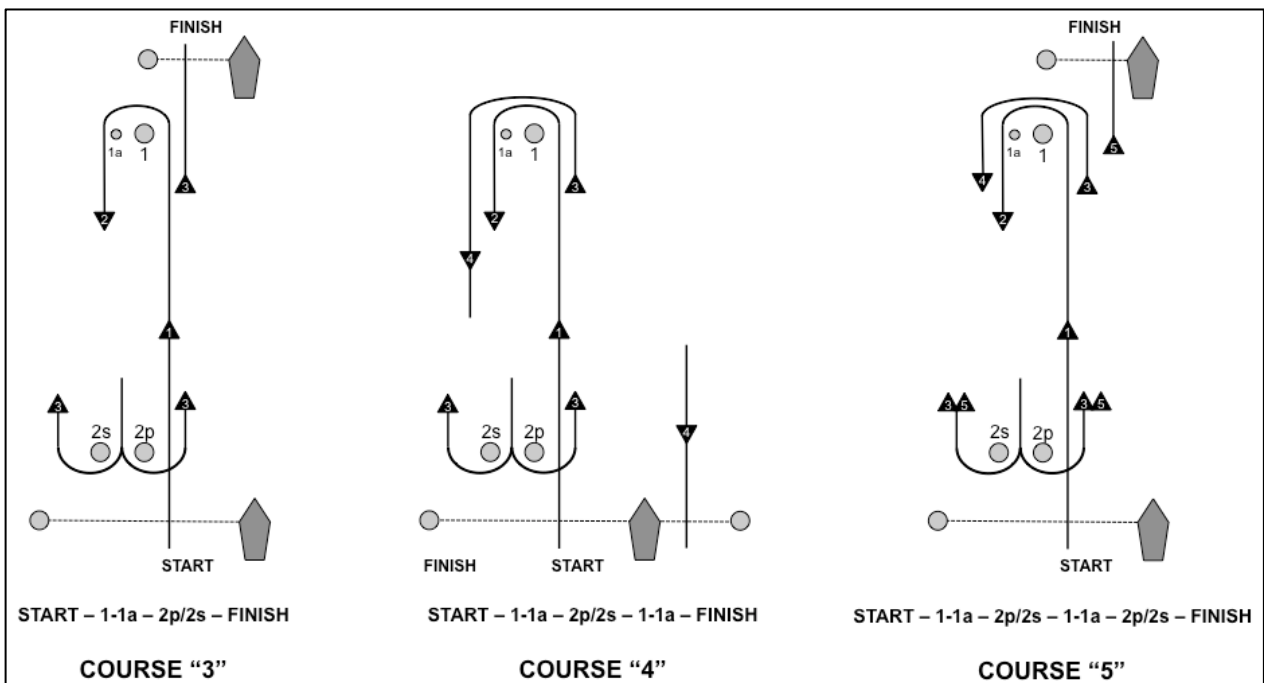 FINISH
1a
1
2
3
1
3
3
2s
2p
START
START – 1-1a – 2p/2s – FINISH
COURSE “3”
1a
1
2
3
4
1
3
3
2s
2p
4
FINISH
START
START – 1-1a – 2p/2s – 1-1a – FINISH
COURSE “4”
FINISH
1a
1
5
4
3
2
1
3
5
3
5
2s
2p
START
START – 1-1a – 2p/2s – 1-1a – 2p/2s – FINISH
COURSE “5”